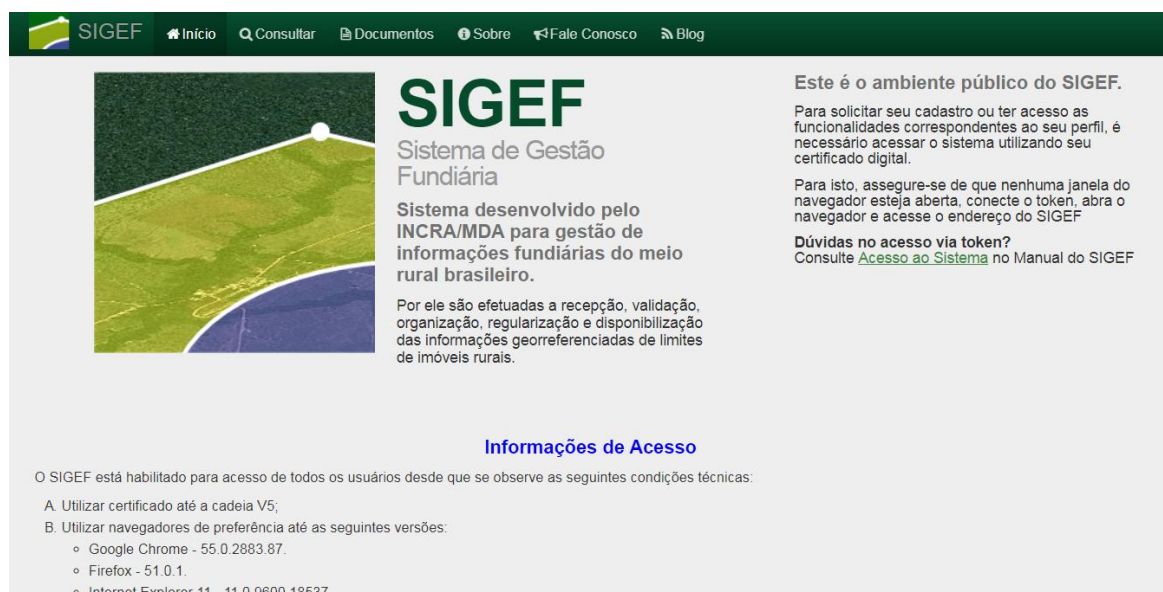 SIGEF Início Consultar Documentos Sobre Fale Conosco Blog
SIGEF
Sistema de Gestão
Fundiária
Sistema desenvolvido pelo
INCRA/MDA para gestão de
informações fundiárias do meio
rural brasileiro.
Por ele são efetuadas a recepção, validação,
organização, regularização e disponibilização
das informações georreferenciadas de limites
de imóveis rurais.
Este é o ambiente público do SIGEF.
Para solicitar seu cadastro ou ter acesso as
funcionalidades correspondentes ao seu perfil, é
necessário acessar o sistema utilizando seu
certificado digital.
Para isto, assegure-se de que nenhuma janela do
navegador esteja aberta, conecte o token, abra o
navegador e acesse o endereço do SIGEF
Dúvidas no acesso via token?
Consulte Acesso ao Sistema no Manual do SIGEF
Informações de Acesso
O SIGEF está habilitado para acesso de todos os usuários desde que se observe as seguintes condições técnicas:
A. Utilizar certificado até a cadeia V5;
B. Utilizar navegadores de preferência até as seguintes versões:
Google Chrome - 55.0.2883.87.
Firefox - 51.0.1.
Internet Explorer 11 - 11.0.9600.18537